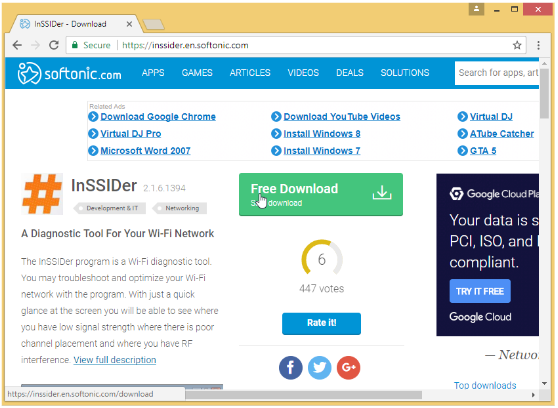 InSSIDer - Download
Secure
https://inssider.en.softonic.com
softonic.com
APPS
GAMES
ARTICLES
VIDEOS
DEALS
SOLUTIONS
Search for apps, art
Related Ads
Download Google Chrome
Download YouTube Videos
Virtual DJ
Virtual DJ Pro
Install Windows 8
ATube Catcher
Microsoft Word 2007
Install Windows 7
GTA 5
InSSIDer 2.1.6.1394
Development & IT
Networking
A Diagnostic Tool For Your Wi-Fi Network
The InSSIDer program is a Wi-Fi diagnostic tool.
You may troubleshoot and optimize your Wi-Fi
network with the program. With just a quick
glance at the screen you will be able to see where
you have low signal strength where there is poor
channel placement and where you have RF
interference. View full description
Free Download
download
6
447 votes
Rate it!
f
G+
Google Cloud Pla
Your data is s
PCI, ISO, and
compliant.
TRY IT FREE
Google Cloud
— Networ
Top downloads
https://inssider.en.softonic.com/download